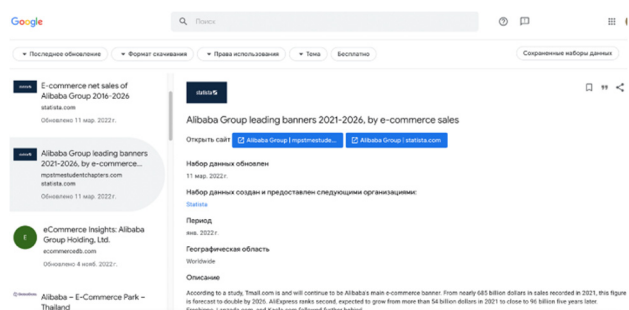 Google
Поиск
Последнее обновление
Формат скачивания
Права использования
Тема
Бесплатно
Сохраненные наборы данных
E-commerce net sales of
Alibaba Group 2016-2026
statista.com
Обновлено 11 мар. 2022 г.
Alibaba Group leading banners
2021-2026, by e-commerce...
mpstmestudentchapters.com
statista.com
Обновлено 11 мар. 2022 г.
E
eCommerce Insights: Alibaba
Group Holding, Ltd.
ecommercedb.com
Обновлено 4 нояб. 2022 г.
Alibaba – E-Commerce Park –
Thailand
statista
Alibaba Group leading banners 2021-2026, by e-commerce sales
Открыть сайт
Alibaba Group | mpstmestude...
Alibaba Group | statista.com
Набор данных обновлен
11 мар. 2022 г.
Набор данных создан и предоставлен следующими организациями:
Statista
Период
янв. 2022 г.
Географическая область
Worldwide
Описание
According to a study, Tmall.com is and will continue to be Alibaba's main e-commerce banner. From nearly 685 billion dollars in sales recorded in 2021, this figure
is forecast to double by 2026. AliExpress ranks second, expected to grow from more than 54 billion dollars in 2021 to close to 96 billion five years later.